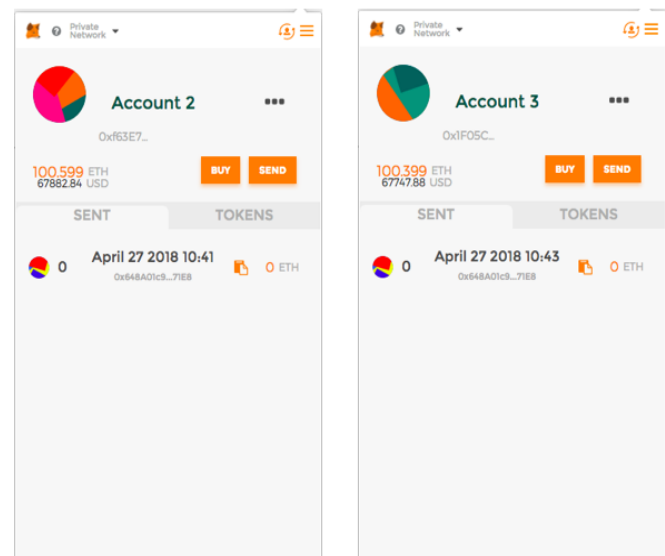 Private
Network
Account 2
0xf63E7...
100.599 ETH
67882.84 USD
BUY
SEND
SENT
TOKENS
0
April 27 2018 10:41
0x648A01c9...71E8
0 ETH
Private
Network
Account 3
0x1F05C...
100.399 ETH
67747.88 USD
BUY
SEND
SENT
TOKENS
0
April 27 2018 10:43
0x648A01c9...71E8
0 ETH